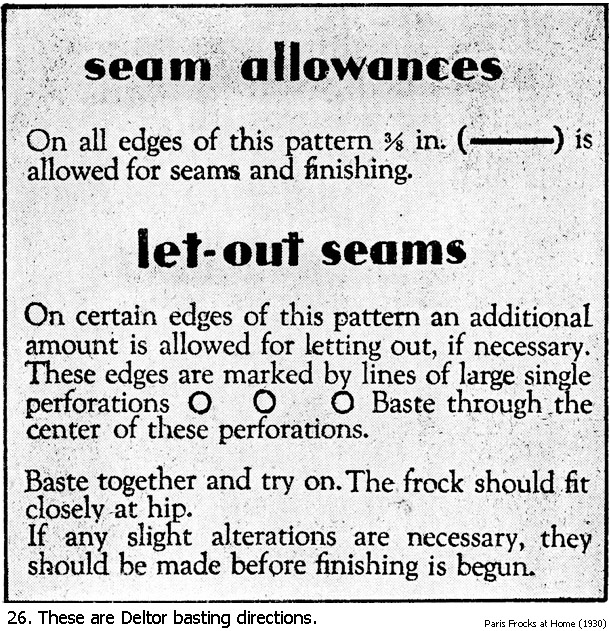 seam allowances
On all edges of this pattern ⅜ in. (———) is
allowed for seams and finishing.
let-out seams
On certain edges of this pattern an additional
amount is allowed for letting out, if necessary.
These edges are marked by lines of large single
perforations O O O Baste through the
center of these perforations.
Baste together and try on. The frock should fit
closely at hip.
If any slight alterations are necessary, they
should be made before finishing is begun.
26. These are Deltor basting directions.
Paris Frocks at Home (1930)